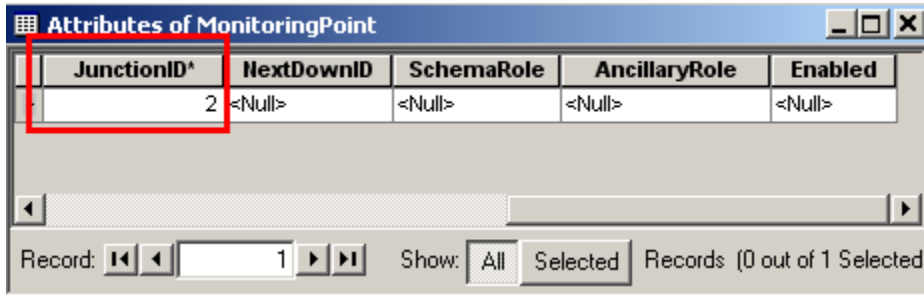 Attributes of MonitoringPoint
JunctionID* NextDownID SchemaRole AncillaryRole Enabled
2 <Null> <Null> <Null> <Null>
Record: 1 Show: All Selected Records (0 out of 1 Selected